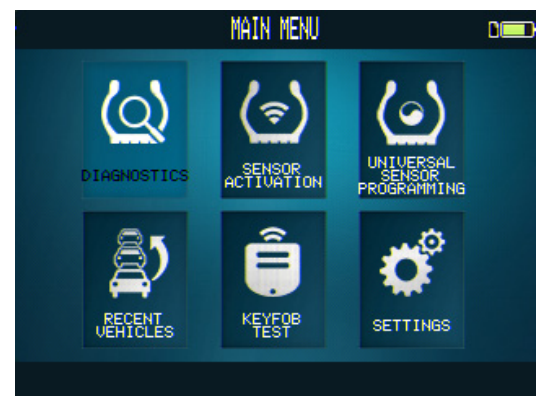 MAIN MENU
DIAGNOSTICS
SENSOR
ACTIVATION
UNIVERSAL
SENSOR
PROGRAMMING
RECENT
VEHICLES
KEYFOB
TEST
SETTINGS